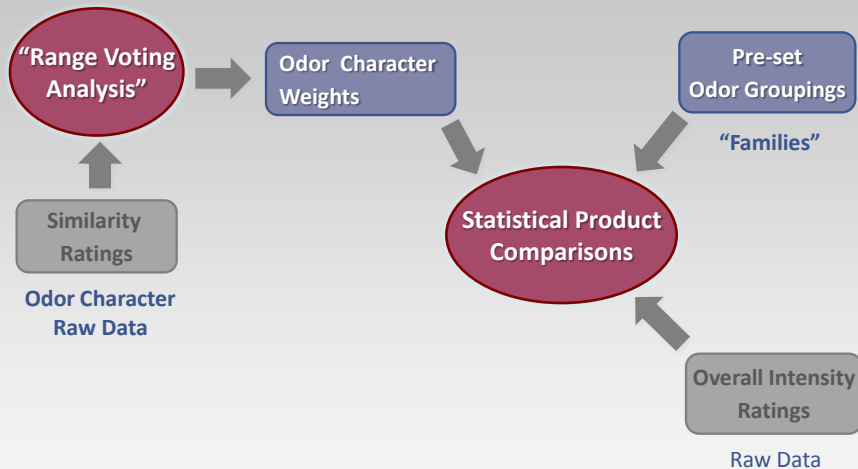 “Range Voting
Analysis”
Odor Character
Weights
Pre-set
Odor Groupings
“Families”
Similarity
Ratings
Odor Character
Raw Data
Statistical Product
Comparisons
Overall Intensity
Ratings
Raw Data